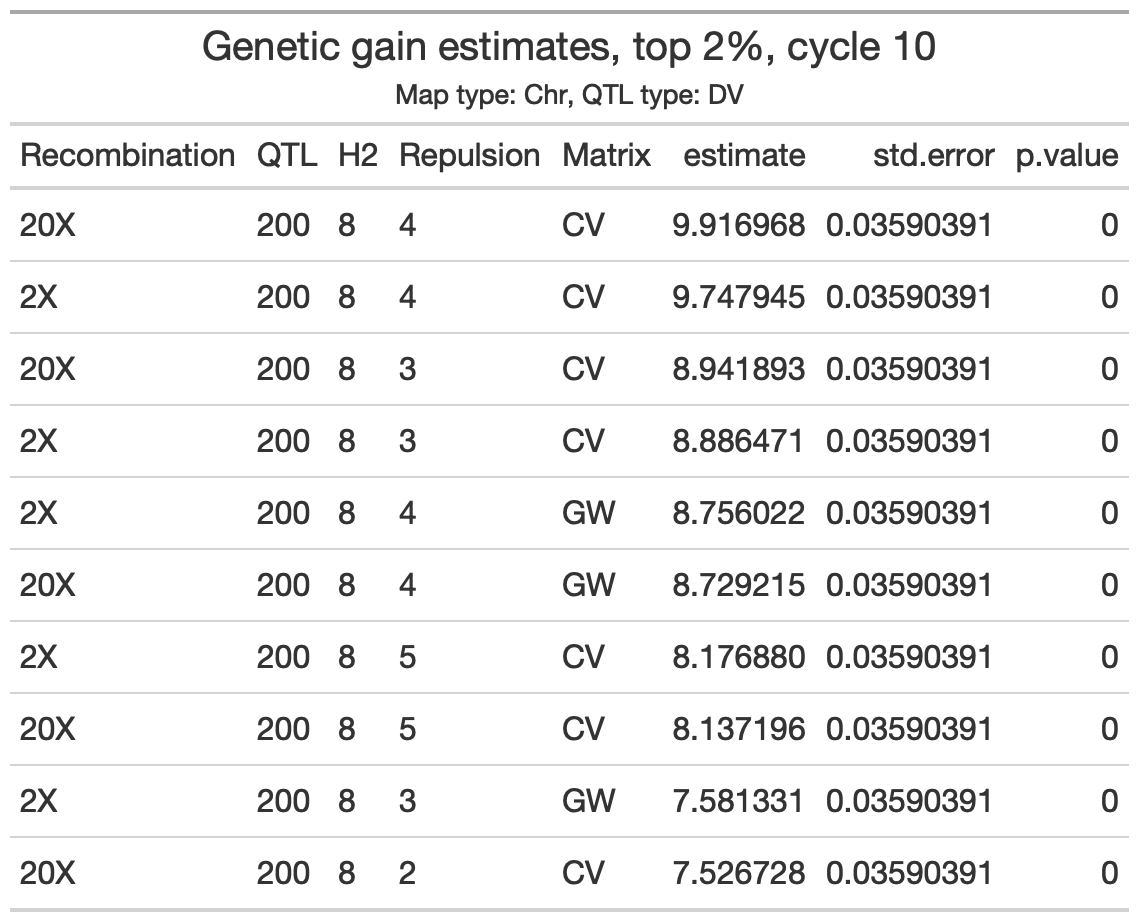 Genetic gain estimates, top 2%, cycle 10
Map type: Chr, QTL type: DV
Recombination QTL H2 Repulsion Matrix estimate std.error p.value
20X 200 8 4 CV 9.916968 0.03590391 0
2X 200 8 4 CV 9.747945 0.03590391 0
20X 200 8 3 CV 8.941893 0.03590391 0
2X 200 8 3 CV 8.886471 0.03590391 0
2X 200 8 4 GW 8.756022 0.03590391 0
20X 200 8 4 GW 8.729215 0.03590391 0
2X 200 8 5 CV 8.176880 0.03590391 0
20X 200 8 5 CV 8.137196 0.03590391 0
2X 200 8 3 GW 7.581331 0.03590391 0
20X 200 8 2 CV 7.526728 0.03590391 0